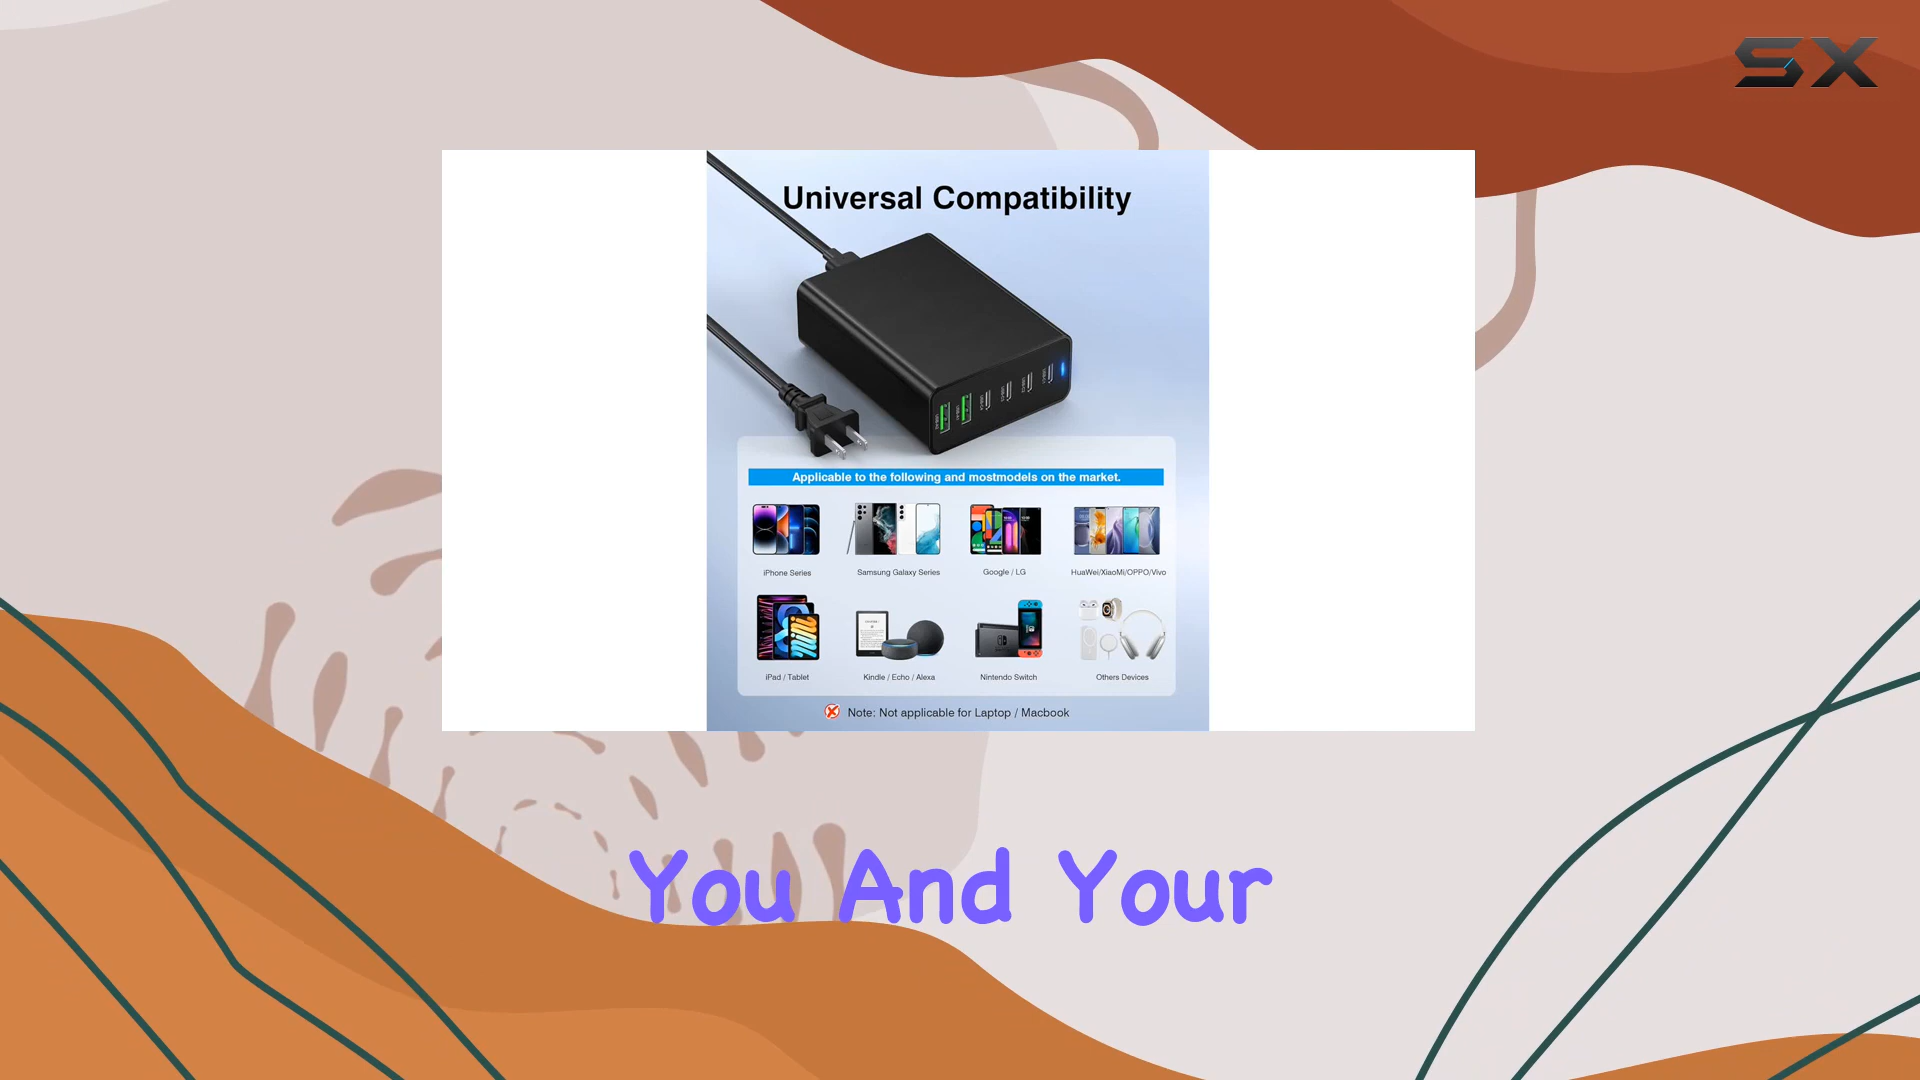 SX
Universal Compatibility
Applicable to the following and mostmodels on the market.
iPhone Series
Samsung Galaxy Series
Google / LG
HuaWei/XiaoMi/OPPO/Vivo
iPad / Tablet
Kindle / Echo / Alexa
Nintendo Switch
Others Devices
Note: Not applicable for Laptop / Macbook
You And Your